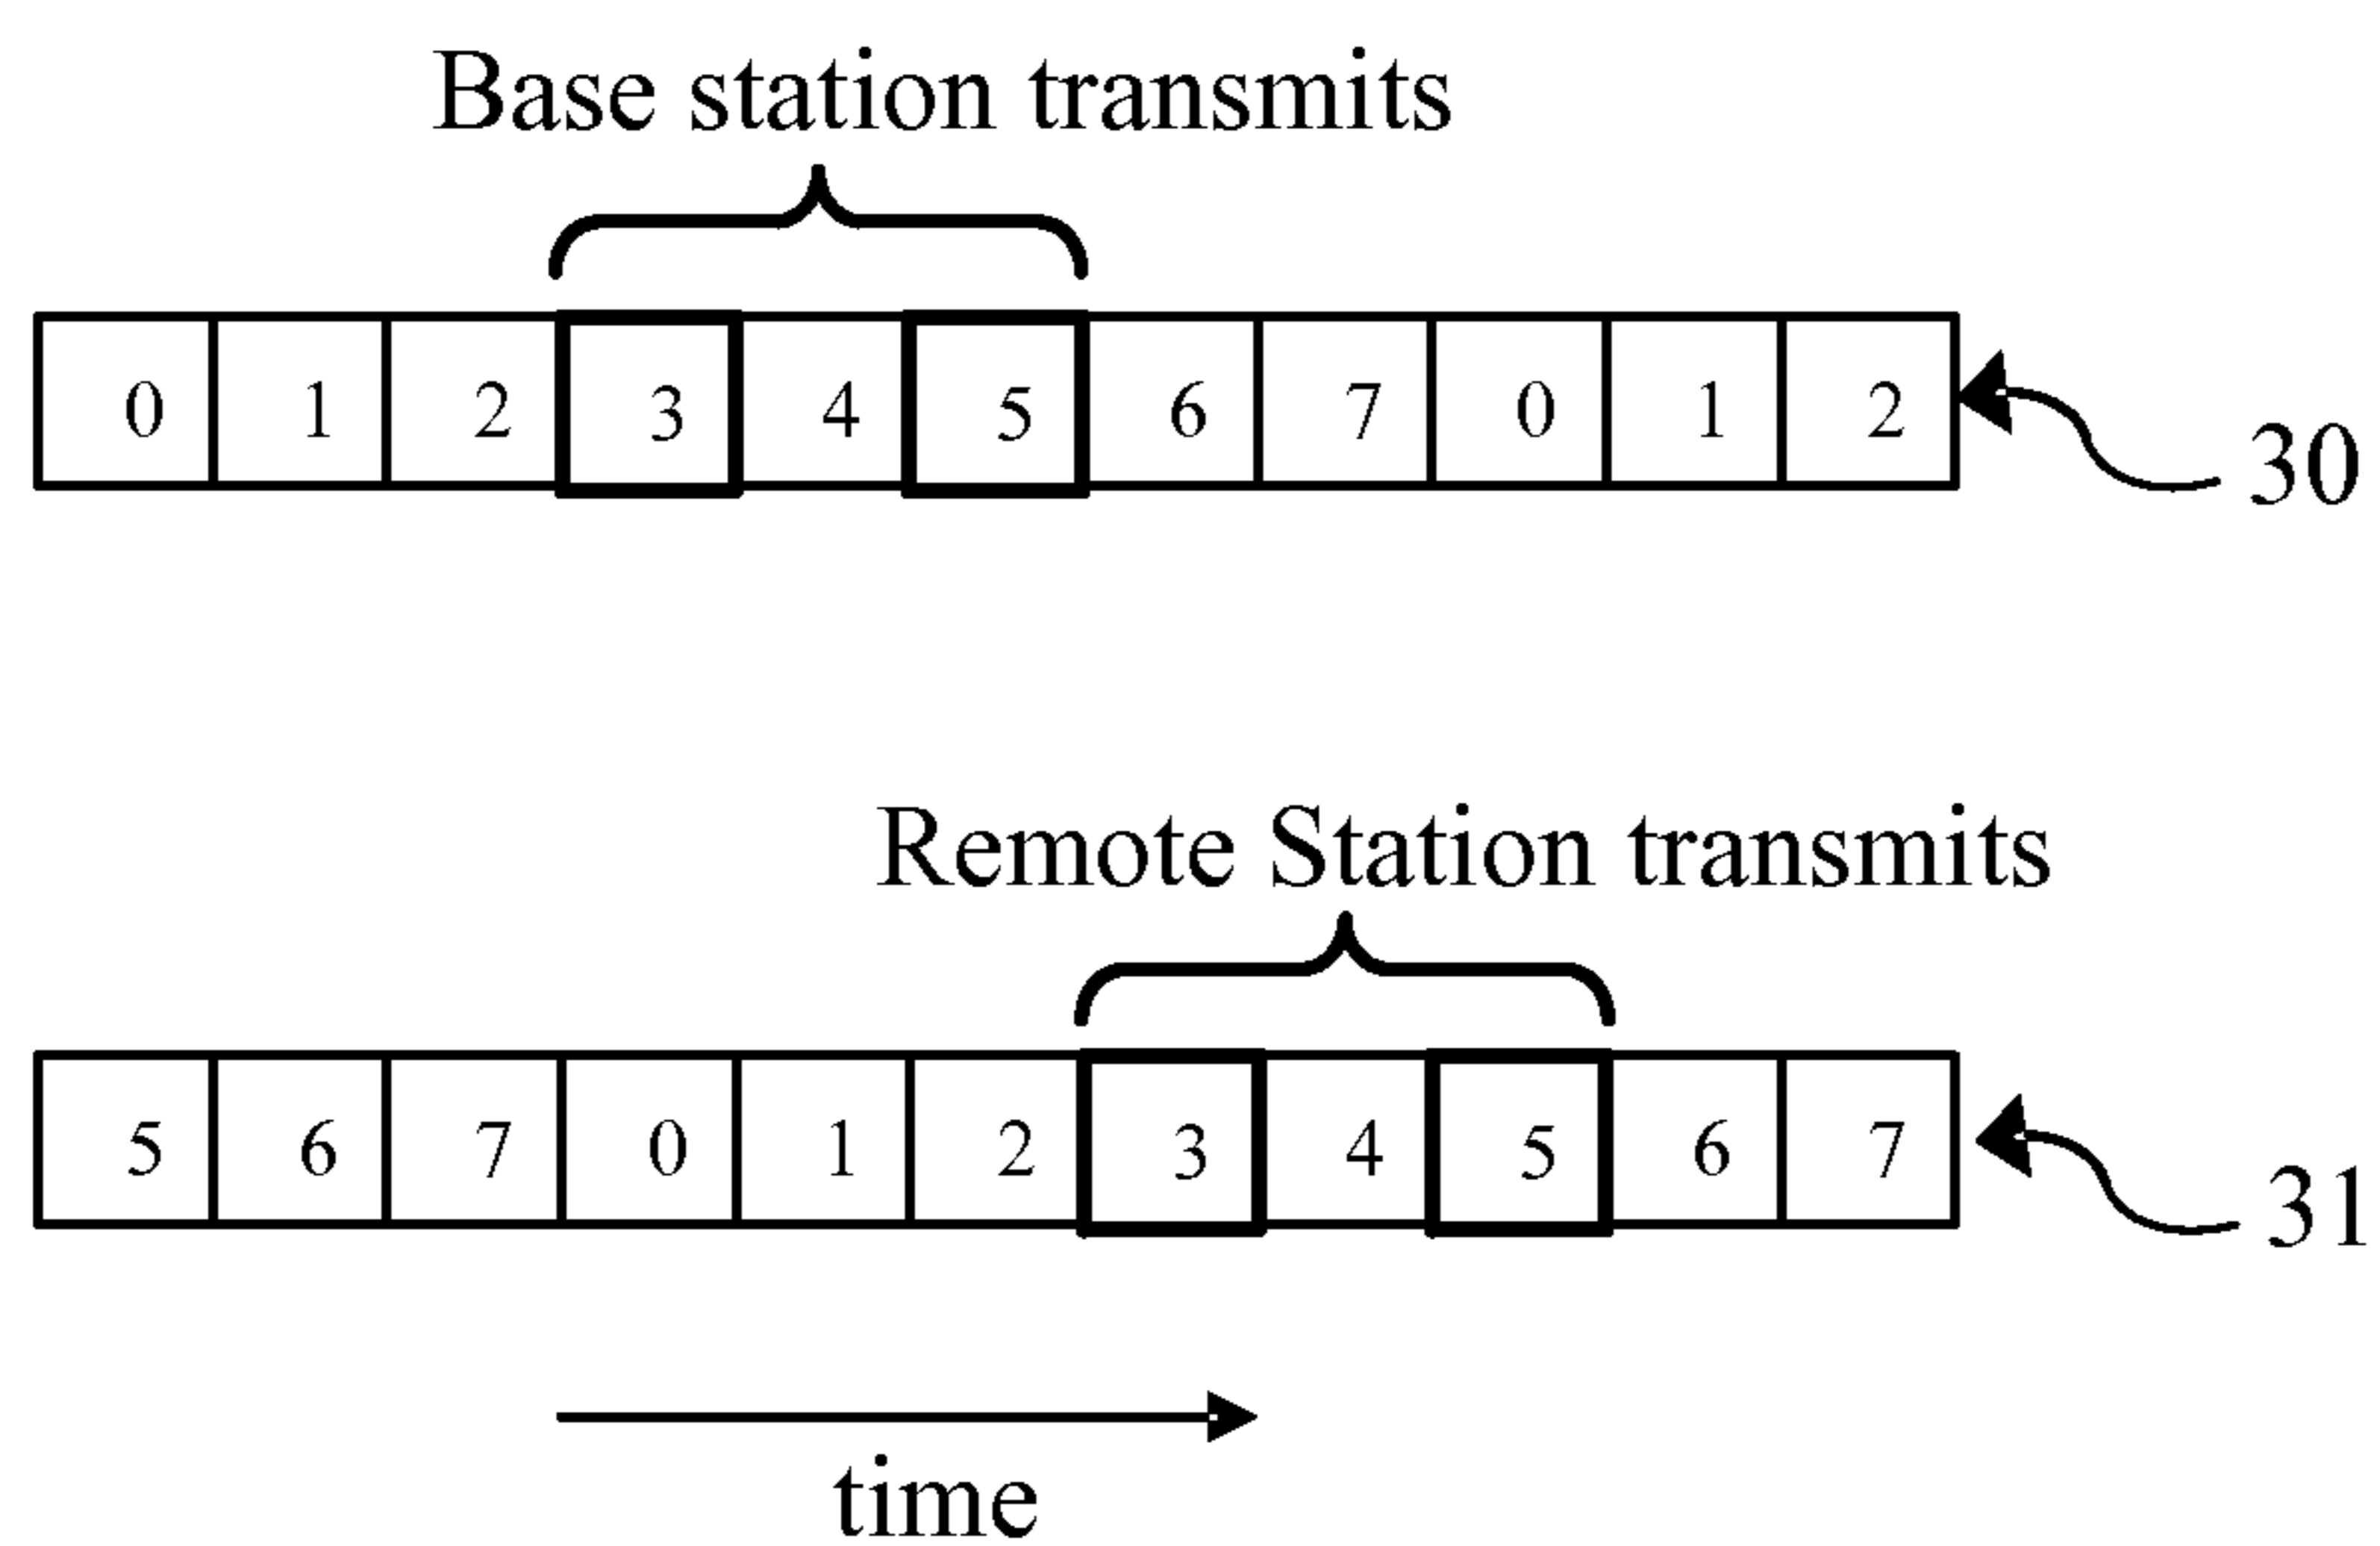 Base station transmits
0 1 2 3 4 5 6 7 0 1 2
30
Remote Station transmits
5 6 7 0 1 2 3 4 5 6 7
31
time